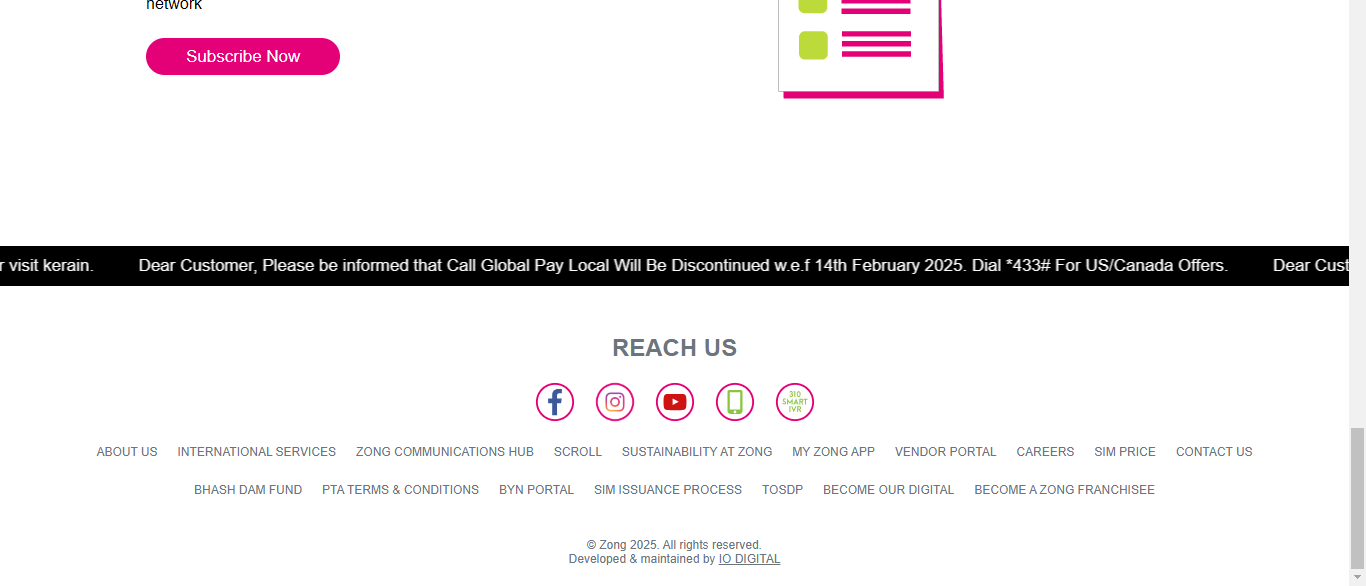 network
Subscribe Now
r visit kerain. Dear Customer, Please be informed that Call Global Pay Local Will Be Discontinued w.e.f 14th February 2025. Dial *433# For US/Canada Offers. Dear Cust
REACH US
310
SMART
IVR
ABOUT US INTERNATIONAL SERVICES ZONG COMMUNICATIONS HUB SCROLL SUSTAINABILITY AT ZONG MY ZONG APP VENDOR PORTAL CAREERS SIM PRICE CONTACT US
BHASH DAM FUND PTA TERMS & CONDITIONS BYN PORTAL SIM ISSUANCE PROCESS TOSDP BECOME OUR DIGITAL BECOME A ZONG FRANCHISEE
© Zong 2025. All rights reserved.
Developed & maintained by IO DIGITAL